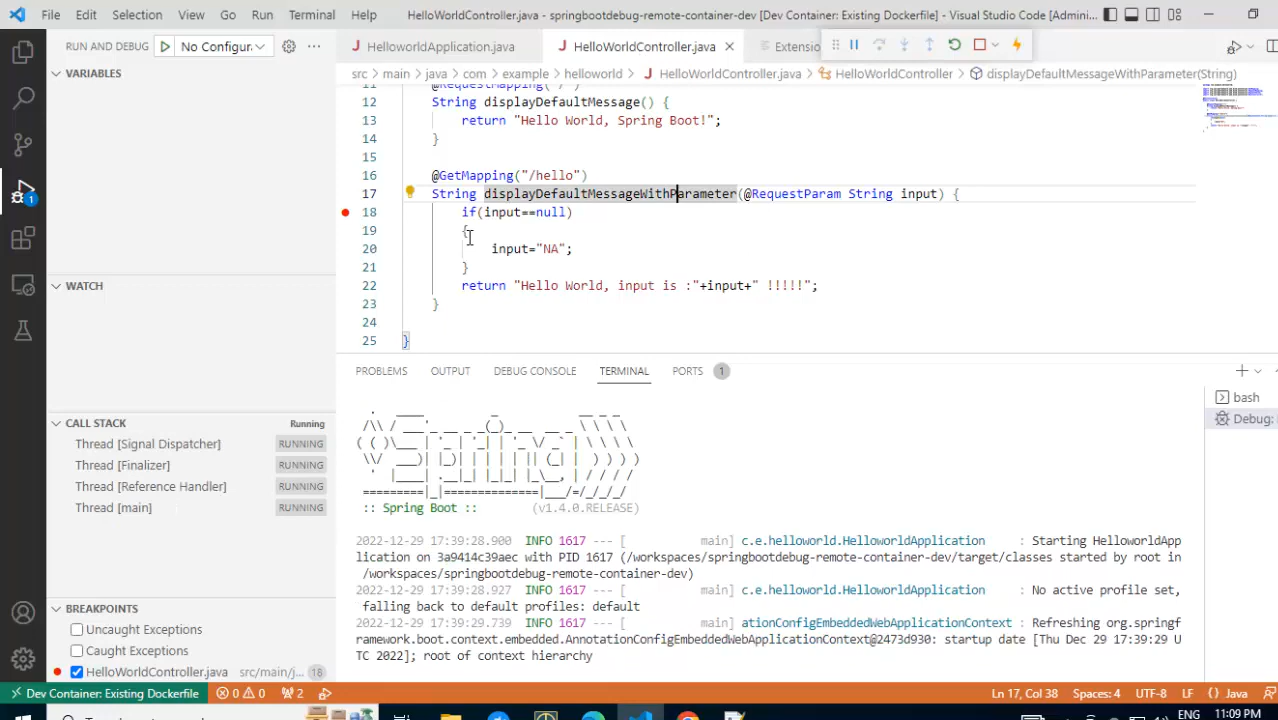 File Edit Selection View Go Run Terminal Help HelloWorldController.java - springbootdebug-remote-container-dev [Dev Container: Existing Dockerfile] - Visual Studio Code [Admini...
RUN AND DEBUG No Configur ...
J HelloworldApplication.java J HelloWorldController.java Extensio
VARIABLES
src > main > java > com > example > helloworld > J HelloWorldController.java > HelloWorldController > displayDefaultMessageWithParameter(String)
11 @RequestMapping("/")
12 String displayDefaultMessage() {
13 return "Hello World, Spring Boot!";
14 }
15
16 @GetMapping("/hello")
17 String displayDefaultMessageWithParameter(@RequestParam String input) {
18 if(input==null)
19 {
20 input="NA";
21 }
22 return "Hello World, input is :"+input+" !!!!!";
23 }
24
25 }
WATCH
CALL STACK Running
Thread [Signal Dispatcher] RUNNING
Thread [Finalizer] RUNNING
Thread [Reference Handler] RUNNING
Thread [main] RUNNING
BREAKPOINTS
Uncaught Exceptions
Caught Exceptions
HelloWorldController.java src/main/j... 18
PROBLEMS OUTPUT DEBUG CONSOLE TERMINAL PORTS 1
bash
Debug:
:: Spring Boot :: (v1.4.0.RELEASE)
2022-12-29 17:39:28.900 INFO 1617 --- [ main] c.e.helloworld.HelloworldApplication : Starting HelloworldApp
lication on 3a9414c39aec with PID 1617 (/workspaces/springbootdebug-remote-container-dev/target/classes started by root in
/workspaces/springbootdebug-remote-container-dev)
2022-12-29 17:39:28.927 INFO 1617 --- [ main] c.e.helloworld.HelloworldApplication : No active profile set,
falling back to default profiles: default
2022-12-29 17:39:29.739 INFO 1617 --- [ main] ationConfigEmbeddedWebApplicationContext : Refreshing org.springf
ramework.boot.context.embedded.AnnotationConfigEmbeddedWebApplicationContext@2473d930: startup date [Thu Dec 29 17:39:29 U
TC 2022]; root of context hierarchy
Dev Container: Existing Dockerfile 0 0 2 Ln 17, Col 38 Spaces: 4 UTF-8 LF {} Java
ENG 11:09 PM